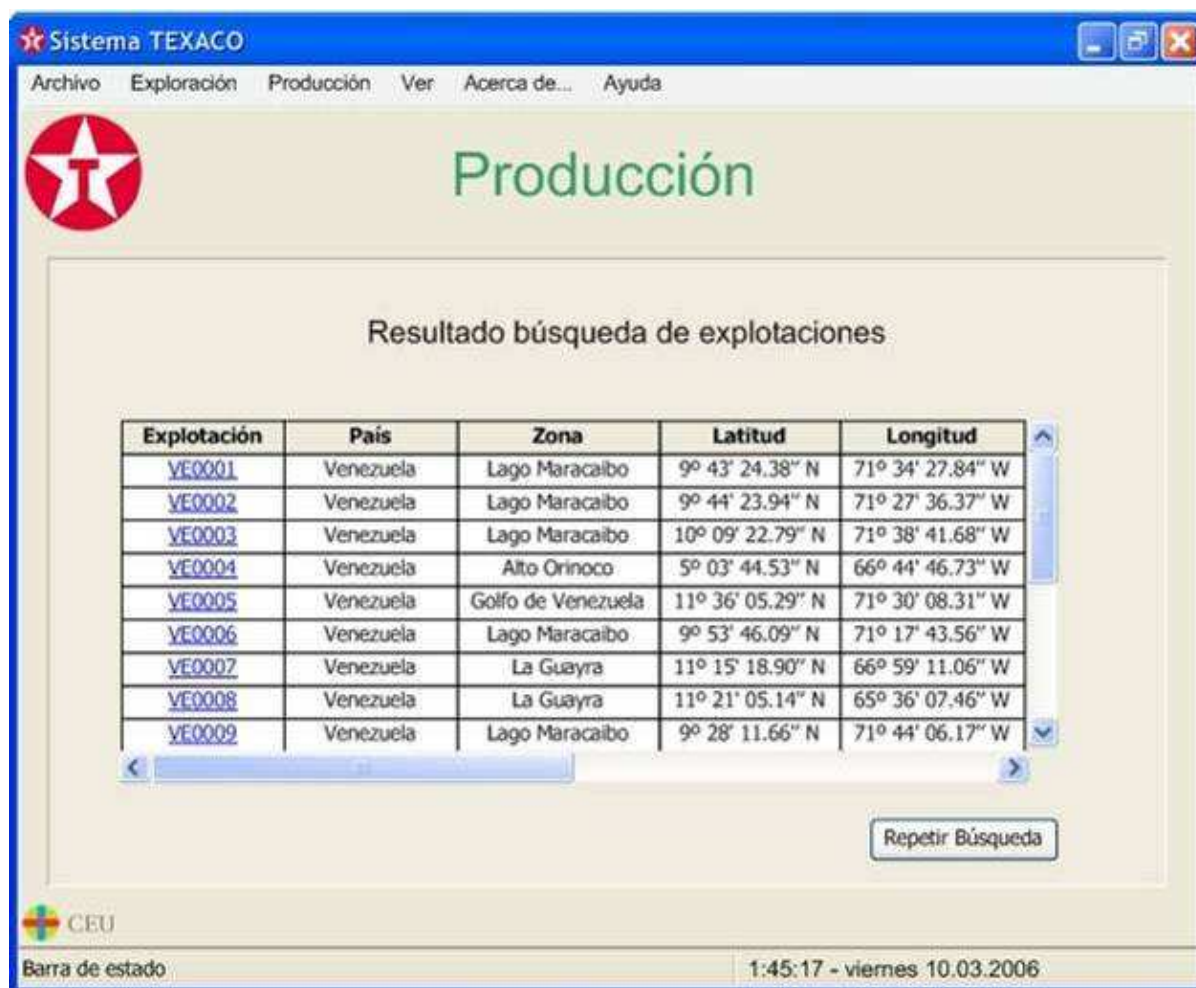 Sistema TEXACO
Archivo Exploración Producción Ver Acerca de... Ayuda
T
Producción
Resultado búsqueda de explotaciones
Explotación País Zona Latitud Longitud
VE0001 Venezuela Lago Maracaibo 9º 43' 24.38” N 71º 34' 27.84” W
VE0002 Venezuela Lago Maracaibo 9º 44' 23.94” N 71º 27' 36.37” W
VE0003 Venezuela Lago Maracaibo 10º 09' 22.79” N 71º 38' 41.68” W
VE0004 Venezuela Alto Orinoco 5º 03' 44.53” N 66º 44' 46.73” W
VE0005 Venezuela Golfo de Venezuela 11º 36' 05.29” N 71º 30' 08.31” W
VE0006 Venezuela Lago Maracaibo 9º 53' 46.09” N 71º 17' 43.56” W
VE0007 Venezuela La Guayra 11º 15' 18.90” N 66º 59' 11.06” W
VE0008 Venezuela La Guayra 11º 21' 05.14” N 65º 36' 07.46” W
VE0009 Venezuela Lago Maracaibo 9º 28' 11.66” N 71º 44' 06.17” W
Repetir Búsqueda
CEU
Barra de estado 1:45:17 - viernes 10.03.2006